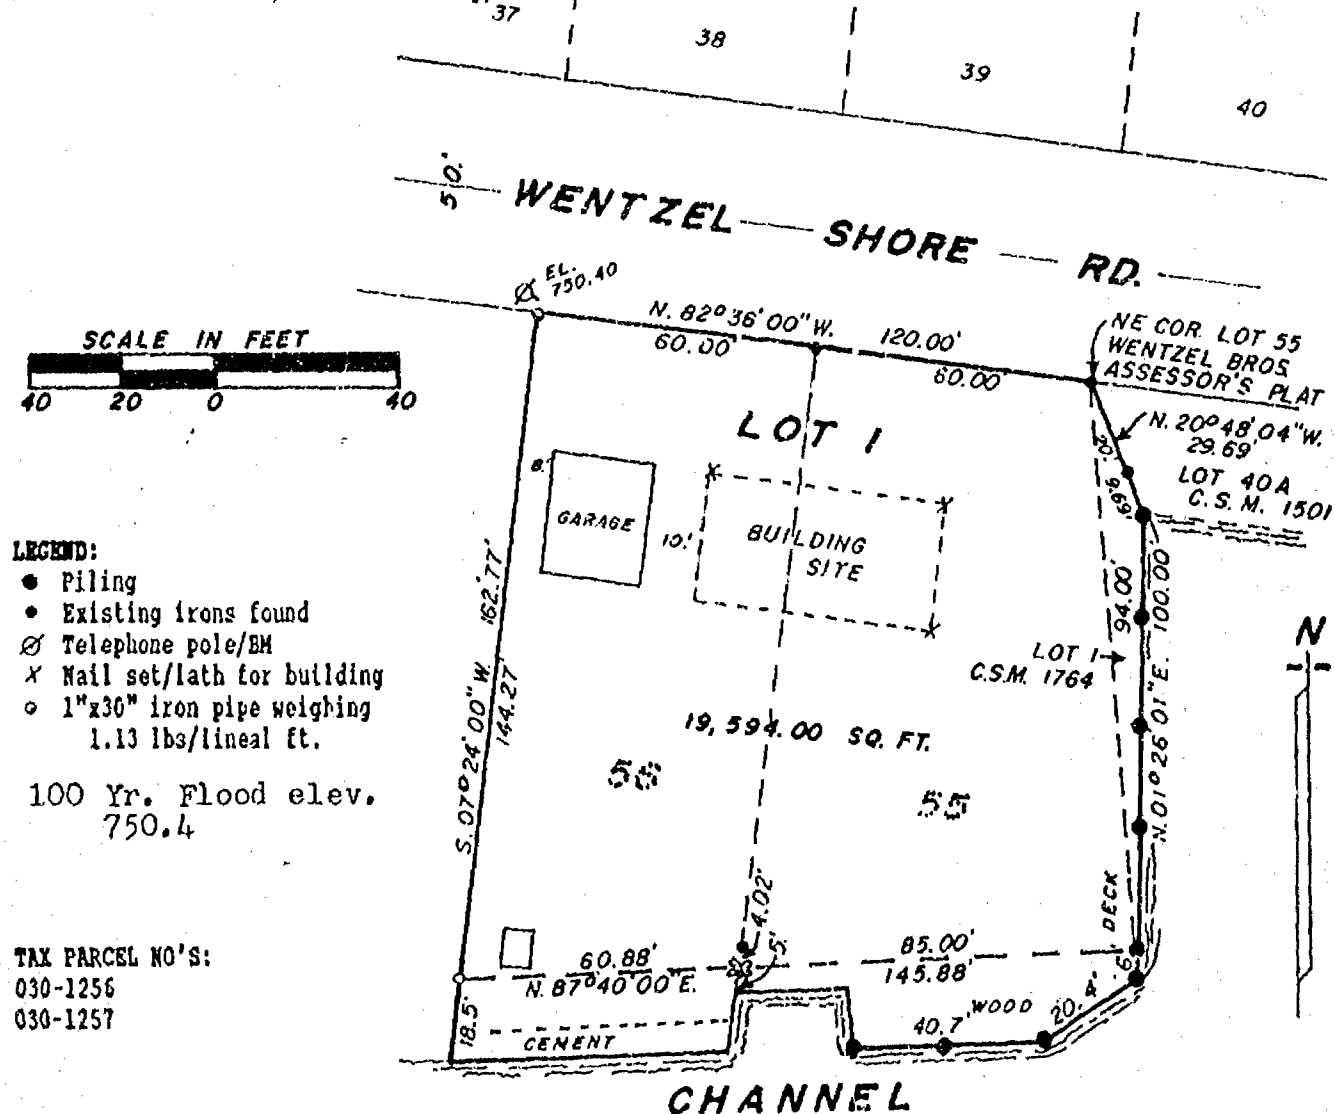 37
38
39
40
50.'
WENTZEL SHORE RD.
EL.
750.40
SCALE IN FEET
40 20 0 40
N. 82°36'00"W.
120.00'
60.00'
60.00'
NE COR. LOT 55
WENTZEL BROS.
ASSESSOR'S PLAT
N. 20°48'04"W.
29.69'
LOT 40A
C.S.M. 1501
20.'
9.69'
LOT 1
8.'
GARAGE
10.'
BUILDING
SITE
LEGEND:
Piling
Existing irons found
Telephone pole/BM
Nail set/lath for building
1"x30" iron pipe weighing
1.13 lbs/lineal ft.
100 Yr. Flood elev.
750.4
S. 07°24'00"W. 162.77'
144.27'
94.00'
N. 01°26'01"E. 100.00
LOT 1
C.S.M. 1764
19,594.00 SQ. FT.
56
55
N
TAX PARCEL NO'S:
030-1256
030-1257
4.02'
5.'
60.88'
N. 87°40'00"E.
85.00'
145.88'
DECK
6.'
18.5'
CEMENT
40.7'
WOOD
20.4'
CHANNEL